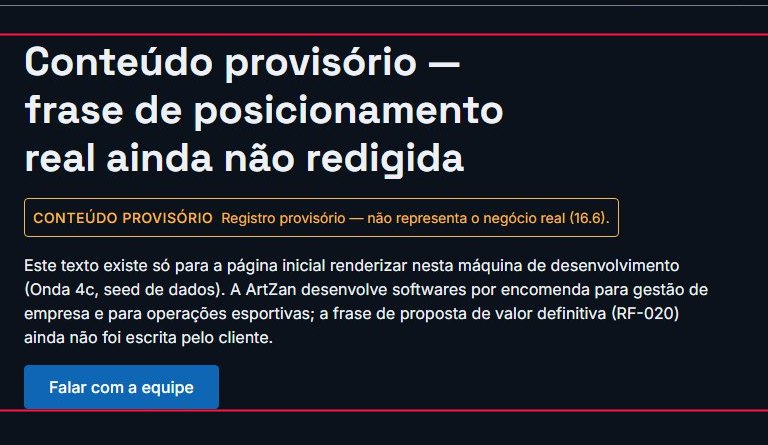 Conteúdo provisório —
frase de posicionamento
real ainda não redigida
CONTEÚDO PROVISÓRIO Registro provisório — não representa o negócio real (16.6).
Este texto existe só para a página inicial renderizar nesta máquina de desenvolvimento
(Onda 4c, seed de dados). A ArtZan desenvolve softwares por encomenda para gestão de
empresa e para operações esportivas; a frase de proposta de valor definitiva (RF-020)
ainda não foi escrita pelo cliente.
Falar com a equipe